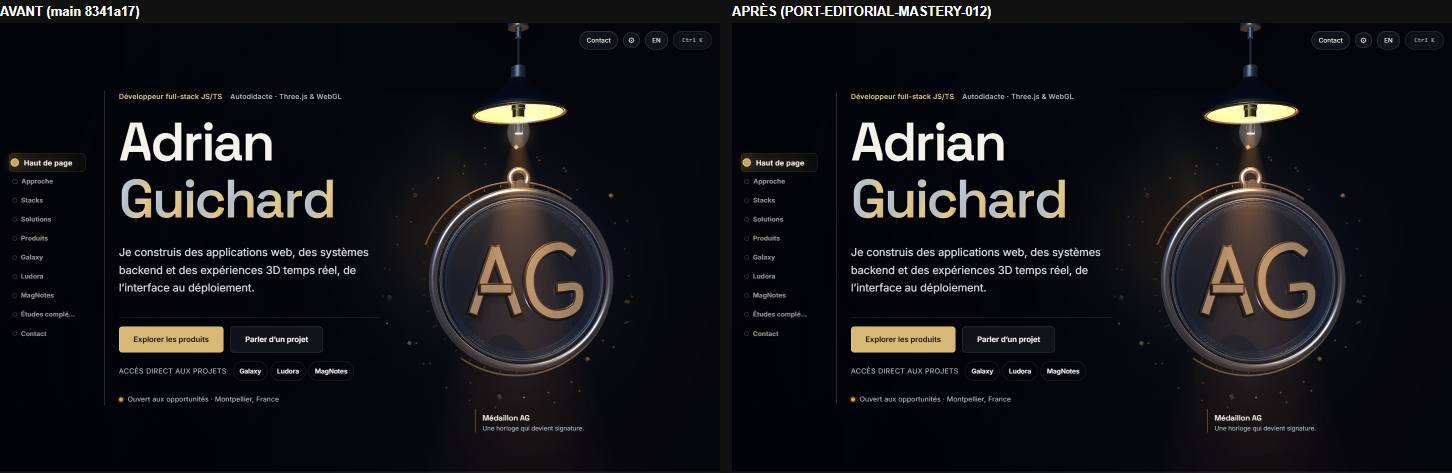 AVANT (main 8341a17)
Contact
EN
Ctrl K
Développeur full-stack JS/TS Autodidacte · Three.js & WebGL
Adrian
Guichard
Haut de page
Approche
Stacks
Solutions
Produits
Galaxy
Ludora
MagNotes
Études complé...
Contact
Je construis des applications web, des systèmes
backend et des expériences 3D temps réel, de
l’interface au déploiement.
Explorer les produits
Parler d’un projet
ACCÈS DIRECT AUX PROJETS Galaxy Ludora MagNotes
Ouvert aux opportunités · Montpellier, France
AG
Médaillon AG
Une horloge qui devient signature.
APRÈS (PORT-EDITORIAL-MASTERY-012)
Contact
EN
Ctrl K
Développeur full-stack JS/TS Autodidacte · Three.js & WebGL
Adrian
Guichard
Haut de page
Approche
Stacks
Solutions
Produits
Galaxy
Ludora
MagNotes
Études complé...
Contact
Je construis des applications web, des systèmes
backend et des expériences 3D temps réel, de
l’interface au déploiement.
Explorer les produits
Parler d’un projet
ACCÈS DIRECT AUX PROJETS Galaxy Ludora MagNotes
Ouvert aux opportunités · Montpellier, France
AG
Médaillon AG
Une horloge qui devient signature.